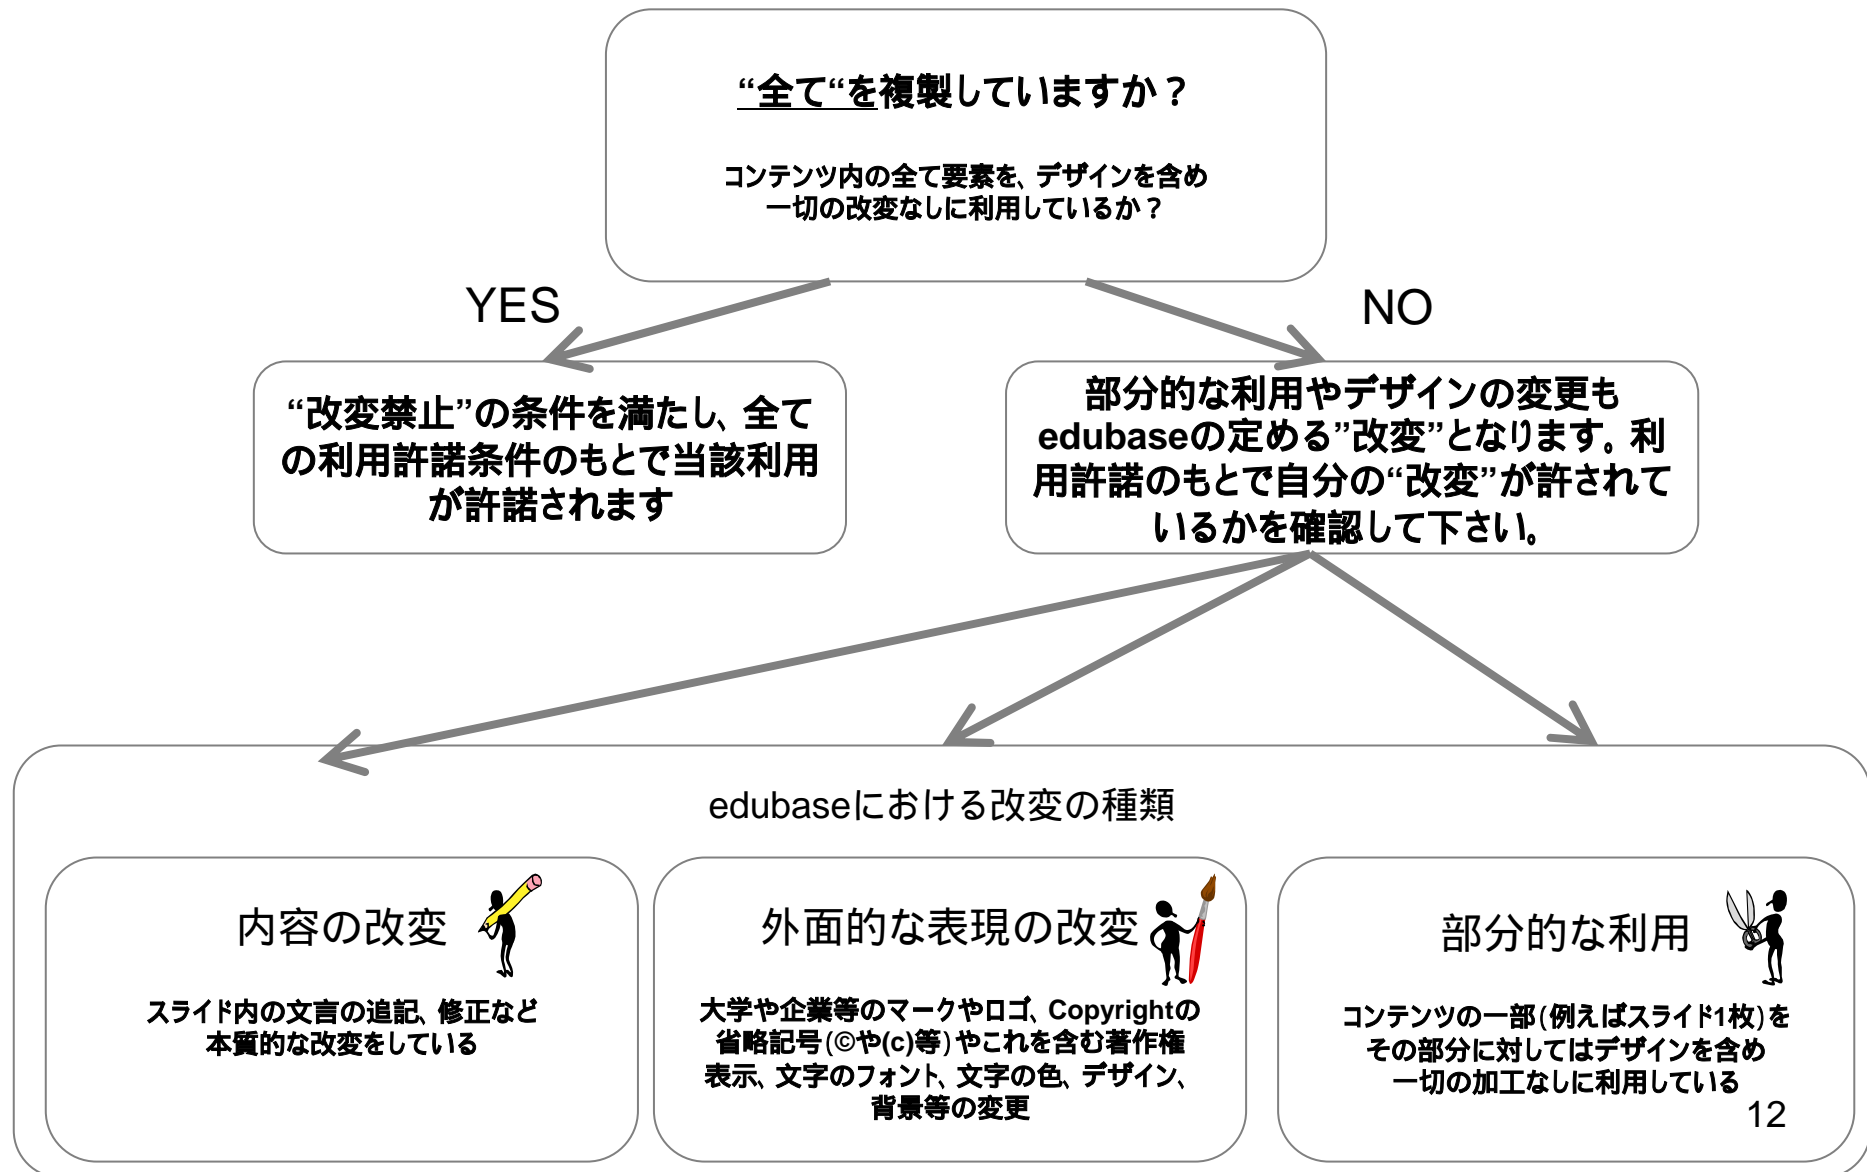 “全て“を複製していますか？
コンテンツ内の全て要素を、デザインを含め
一切の改変なしに利用しているか？
YES
NO
“改変禁止”の条件を満たし、全て
の利用許諾条件のもとで当該利用
が許諾されます
部分的な利用やデザインの変更も
edubaseの定める”改変”となります。利
用許諾のもとで自分の“改変”が許されて
いるかを確認して下さい。
edubaseにおける改変の種類
内容の改変
スライド内の文言の追記、修正など
本質的な改変をしている
外面的な表現の改変
大学や企業等のマークやロゴ、Copyrightの
省略記号(©や(c)等)やこれを含む著作権
表示、文字のフォント、文字の色、デザイン、
背景等の変更
部分的な利用
コンテンツの一部(例えばスライド1枚)を
その部分に対してはデザインを含め
一切の加工なしに利用している
12